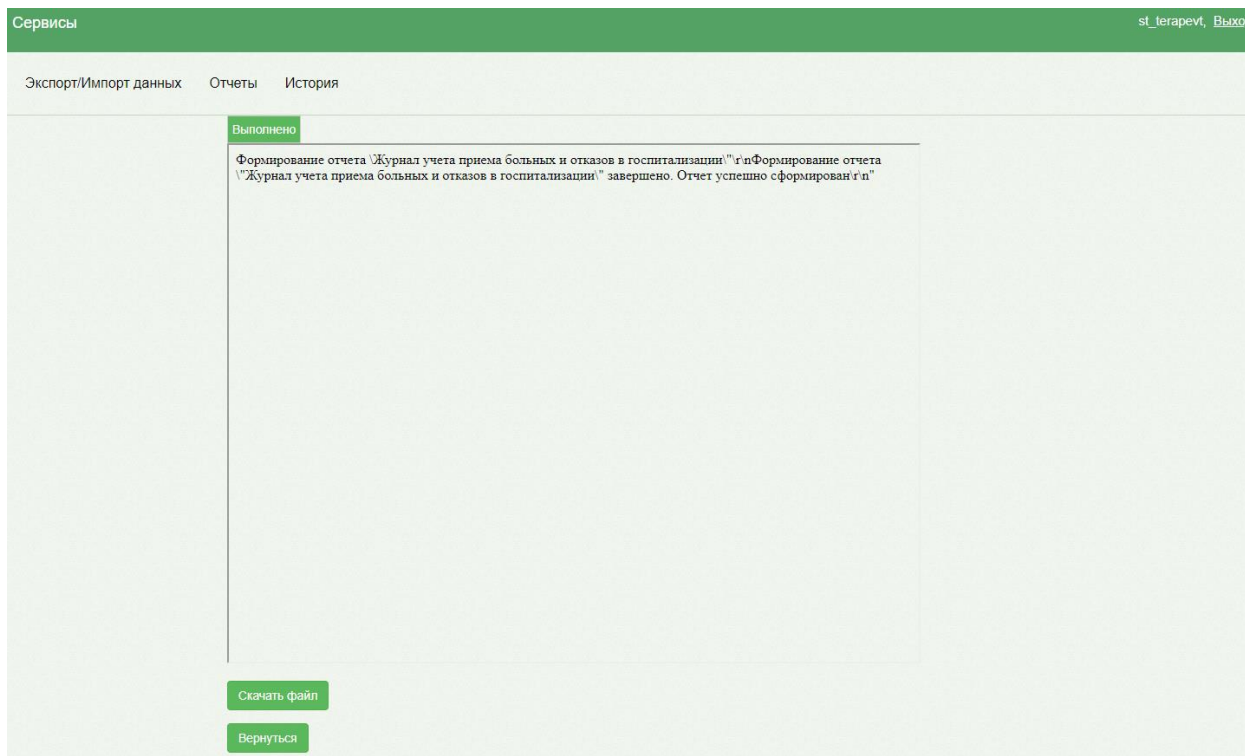 Сервисы
st_terapevt, Выхо
Экспорт/Импорт данных Отчеты История
Выполнено
Формирование отчета \Журнал учета приема больных и отказов в госпитализации\"\r\nФормирование отчета
\"Журнал учета приема больных и отказов в госпитализации\" завершено. Отчет успешно сформирован\r\n"
Скачать файл
Вернуться